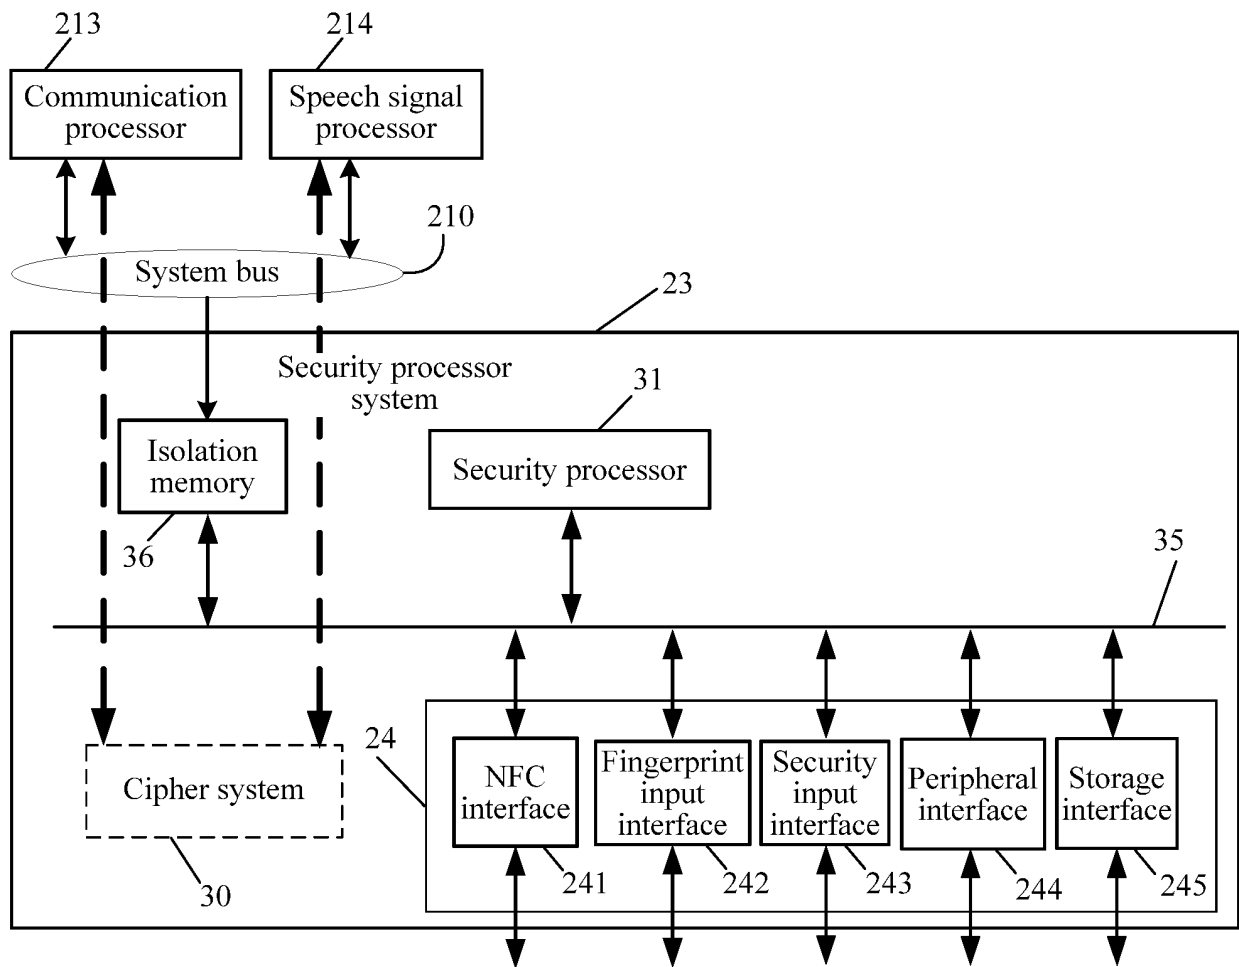 213
214
Communication
processor
Speech signal
processor
210
System bus
23
Security processor
system
31
Isolation
memory
Security processor
36
35
24
Cipher system
NFC
interface
Fingerprint
input
interface
Security
input
interface
Peripheral
interface
Storage
interface
30
241
242
243
244
245